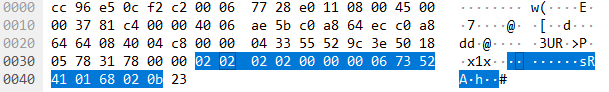 0000 cc 96 e5 0c f2 c2 00 06 77 28 e0 11 08 00 45 00 ········ w(····E·
0010 00 37 81 c4 00 00 40 06 ae 5b c0 a8 64 ec c0 a8 ·7····@· ·[··d···
0020 64 64 08 40 04 c8 00 00 04 33 55 52 9c 3e 50 18 dd·@···· ·3UR·>P·
0030 05 78 31 78 00 00 02 02 02 02 00 00 00 06 73 52 ·x1x···· ······sR
0040 41 01 68 02 0b 23 A·h··#